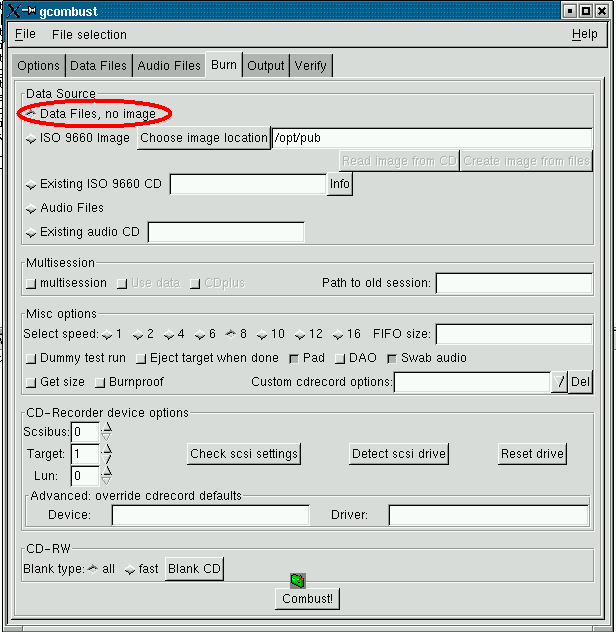 gcombust
File File selection Help
Options Data Files Audio Files Burn Output Verify
Data Source
Data Files, no image
ISO 9660 Image Choose image location /opt/pub
Read image from CD Create image from files
Existing ISO 9660 CD Info
Audio Files
Existing audio CD
Multisession
multisession Use data CDplus Path to old session:
Misc options
Select speed: 1 2 4 6 8 10 12 16 FIFO size:
Dummy test run Eject target when done Pad DAO Swab audio
Get size Burnproof Custom cdrecord options: / Del
CD-Recorder device options
Scsibus: 0
Target: 1 Check scsi settings Detect scsi drive Reset drive
Lun: 0
Advanced: override cdrecord defaults
Device: Driver:
CD-RW
Blank type: all fast Blank CD
Combust!